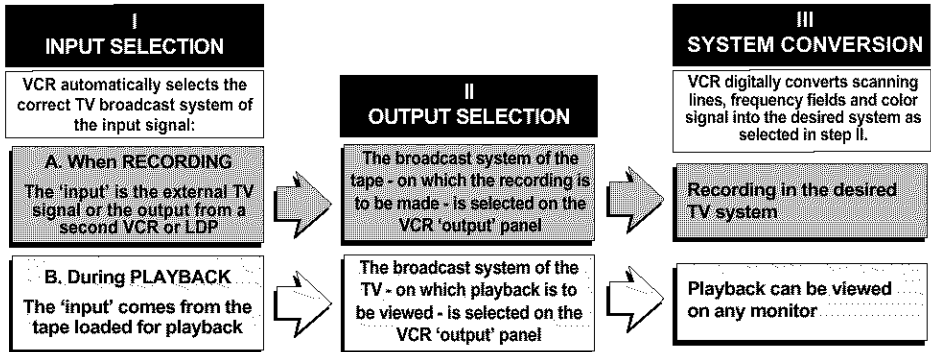 I
INPUT SELECTION
VCR automatically selects the
correct TV broadcast system of
the input signal:
A. When RECORDING
The ‘input’ is the external TV
signal or the output from a
second VCR or LDP
B. During PLAYBACK
The ‘input’ comes from the
tape loaded for playback
II
OUTPUT SELECTION
The broadcast system of the
tape - on which the recording is
to be made - is selected on the
VCR ‘output’ panel
The broadcast system of the
TV - on which playback is to
be viewed - is selected on the
VCR ‘output’ panel
III
SYSTEM CONVERSION
VCR digitally converts scanning
lines, frequency fields and color
signal into the desired system as
selected in step II.
Recording in the desired
TV system
Playback can be viewed
on any monitor